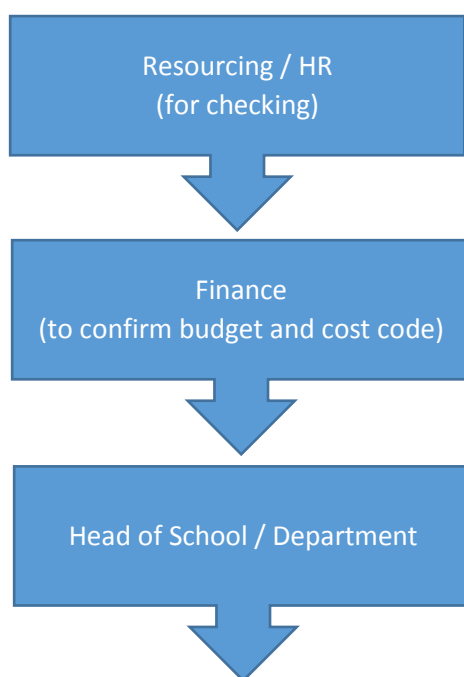 Resourcing / HR
(for checking)
Finance
(to confirm budget and cost code)
Head of School / Department